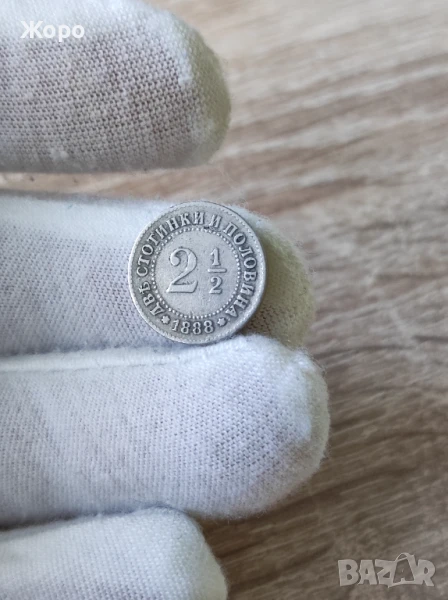 Жоро
ДВѢ СТОТИНКИ И ПОЛОВИНА
2 1/2
* 1888 *
BAZAR